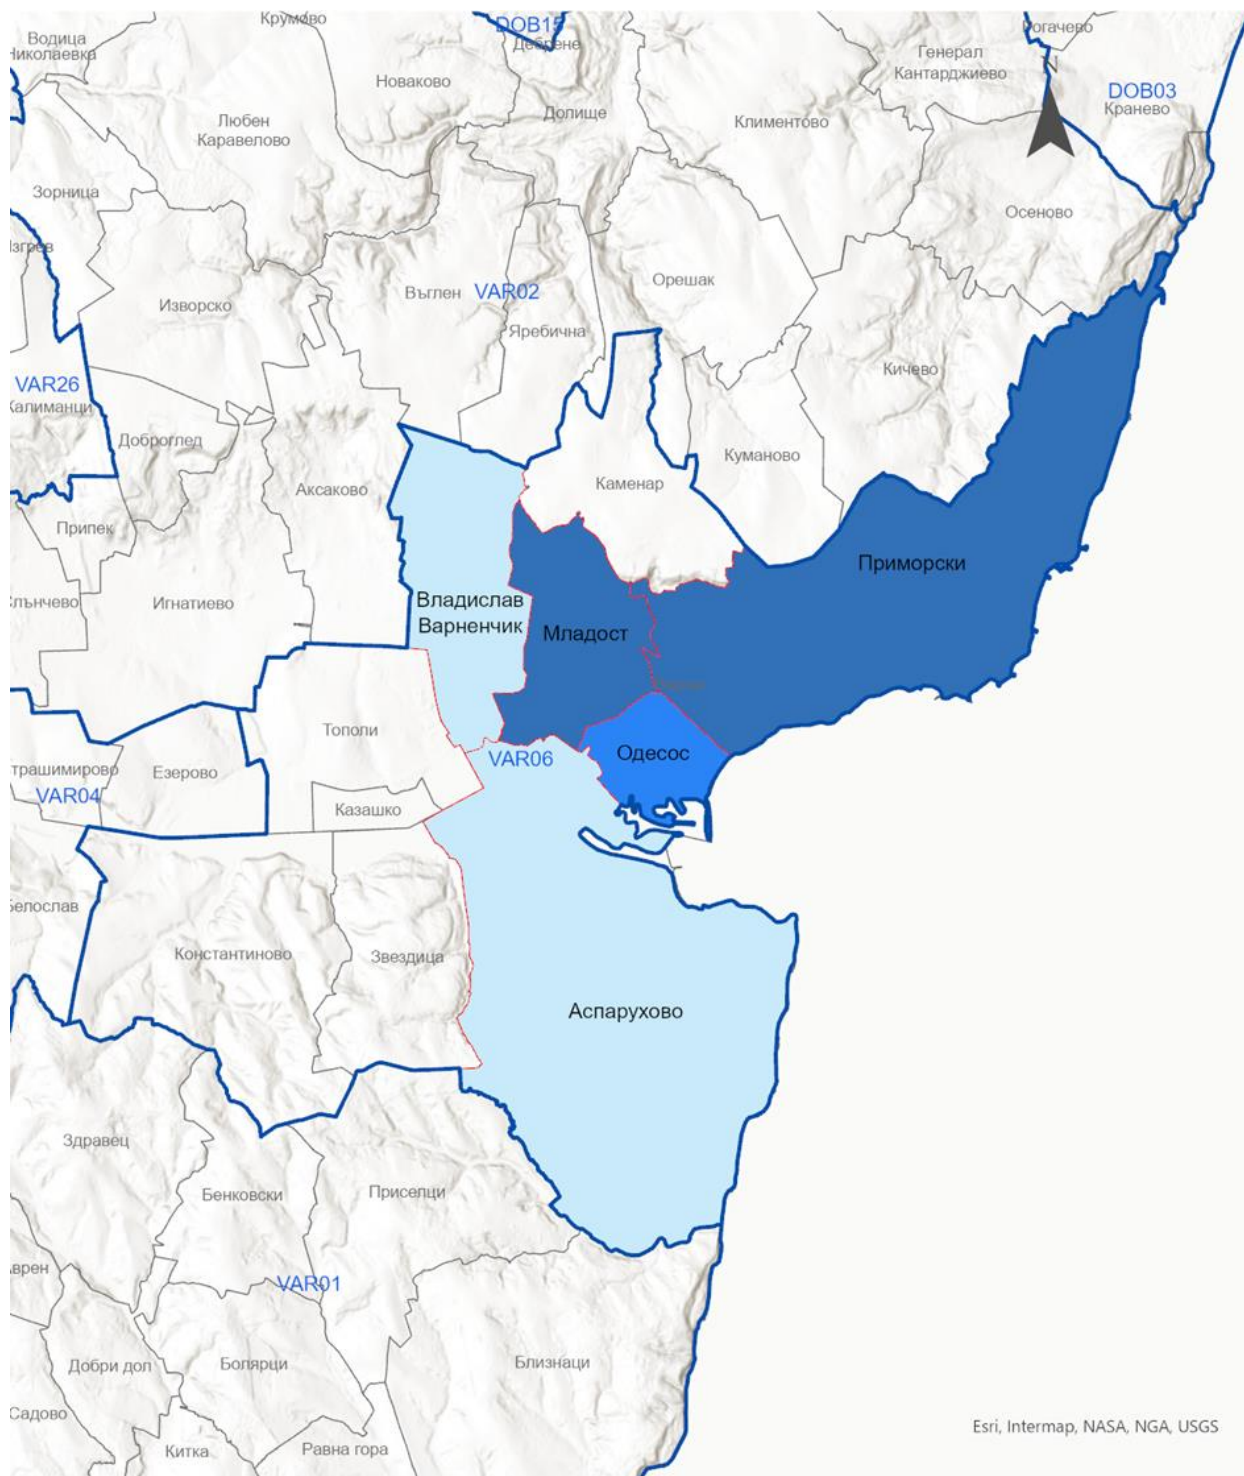 Крумово
DOB15
Рогачево
Водица
Николаевка
Дебрене
Генерал
Кантарджиево
N
Новаково
DOB03
Кранево
Долище
Климентово
Любен
Каравелово
Зорница
Осеново
Изгрев
Орешак
Въглен
VAR02
Изворско
Яребична
Кичево
VAR26
Калиманци
Доброглед
Куманово
Каменар
Аксаково
Припек
Приморски
Слънчево
Игнатиево
Владислав
Варненчик
Младост
Тополи
Одесос
VAR06
Страшимирово
Езерово
VAR04
Казашко
Белослав
Константиново
Звездица
Аспарухово
Здравец
Бенковски
Приселци
Аврен
VAR01
Добри дол
Болярци
Близнаци
Садово
Китка
Равна гора
Esri, Intermap, NASA, NGA, USGS